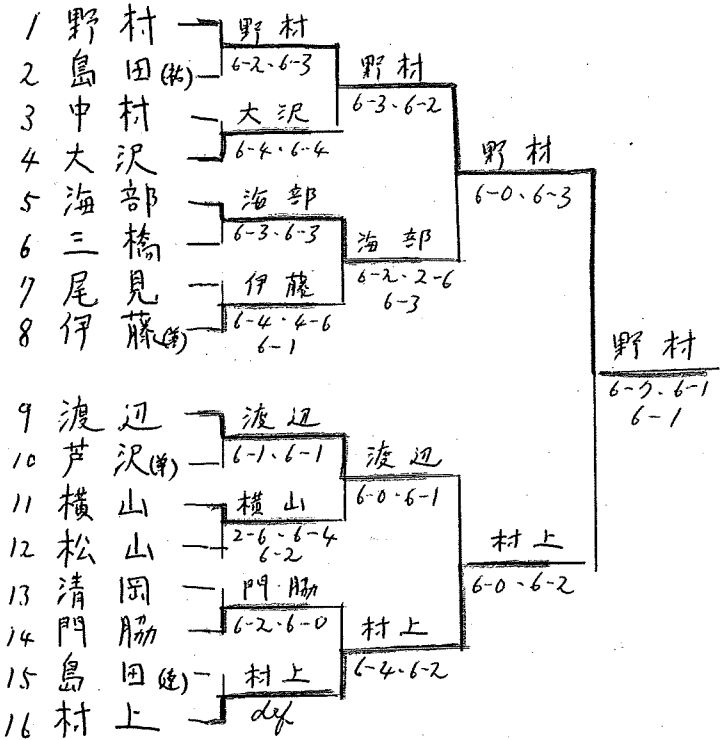 1 野村
2 島田(祐)
3 中村
4 大沢
5 海部
6 三橋
7 尾見
8 伊藤
9 渡辺
10 芦沢
11 横山
12 松山
13 清岡
14 門脇
15 島田(達)
16 村上
野村
6-2、6-3
大沢
6-4、6-4
海部
6-3、6-3
伊藤
6-4、4-6
6-1
渡辺
6-1、6-1
横山
2-6、6-4
6-2
門脇
6-2、6-0
村上
def
野村
6-3、6-2
海部
6-2、2-6
6-3
渡辺
6-0、6-1
村上
6-4、6-2
野村
6-0、6-3
村上
6-0、6-2
野村
6-7、6-1
6-1